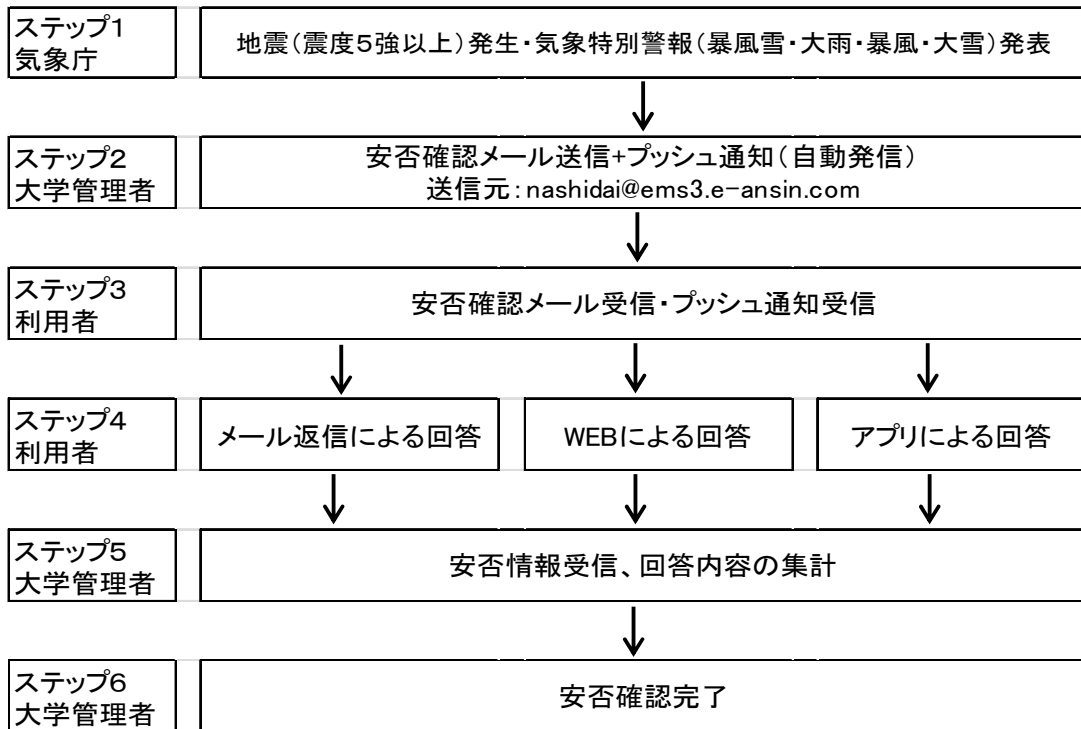 ステップ1
気象庁
地震(震度5強以上)発生・気象特別警報(暴風雪・大雨・暴風・大雪)発表
ステップ2
大学管理者
安否確認メール送信+プッシュ通知(自動発信)
送信元:nashidai@ems3.e-ansin.com
ステップ3
利用者
安否確認メール受信・プッシュ通知受信
ステップ4
利用者
メール返信による回答
WEBによる回答
アプリによる回答
ステップ5
大学管理者
安否情報受信、回答内容の集計
ステップ6
大学管理者
安否確認完了